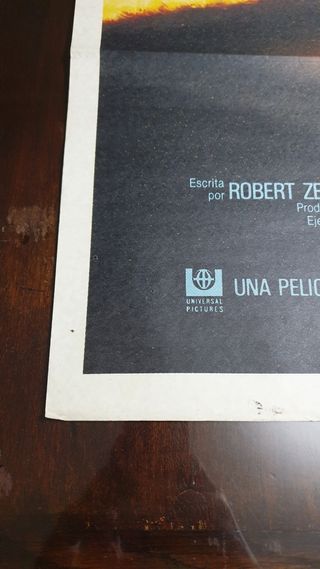 Escrita
por ROBERT ZE
Prod
Eje
UNIVERSAL
PICTURES
UNA PELIC